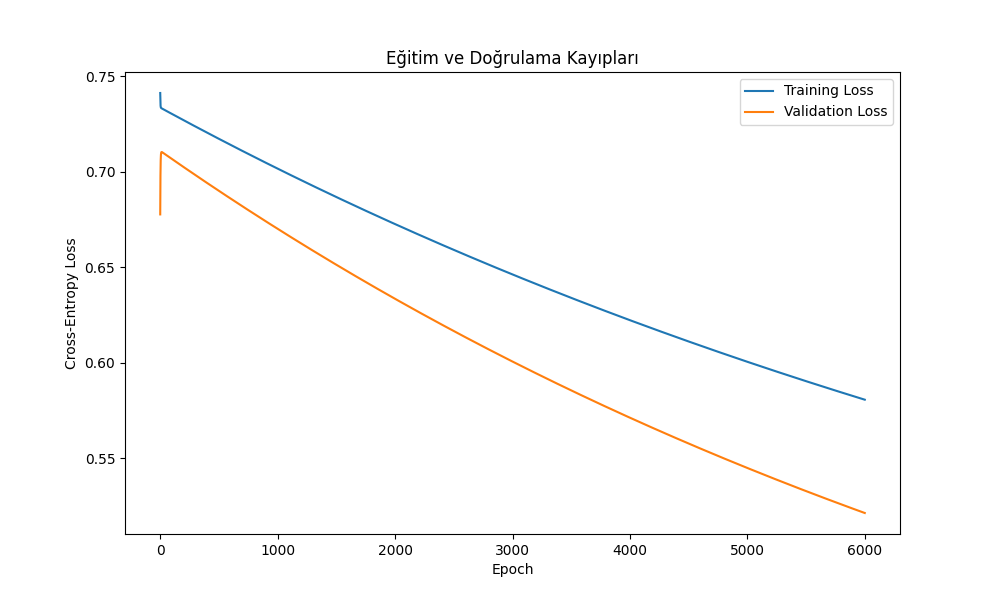 Eğitim ve Doğrulama Kayıpları
Training Loss
Validation Loss
Cross-Entropy Loss
0.75
0.70
0.65
0.60
0.55
0 1000 2000 3000 4000 5000 6000
Epoch